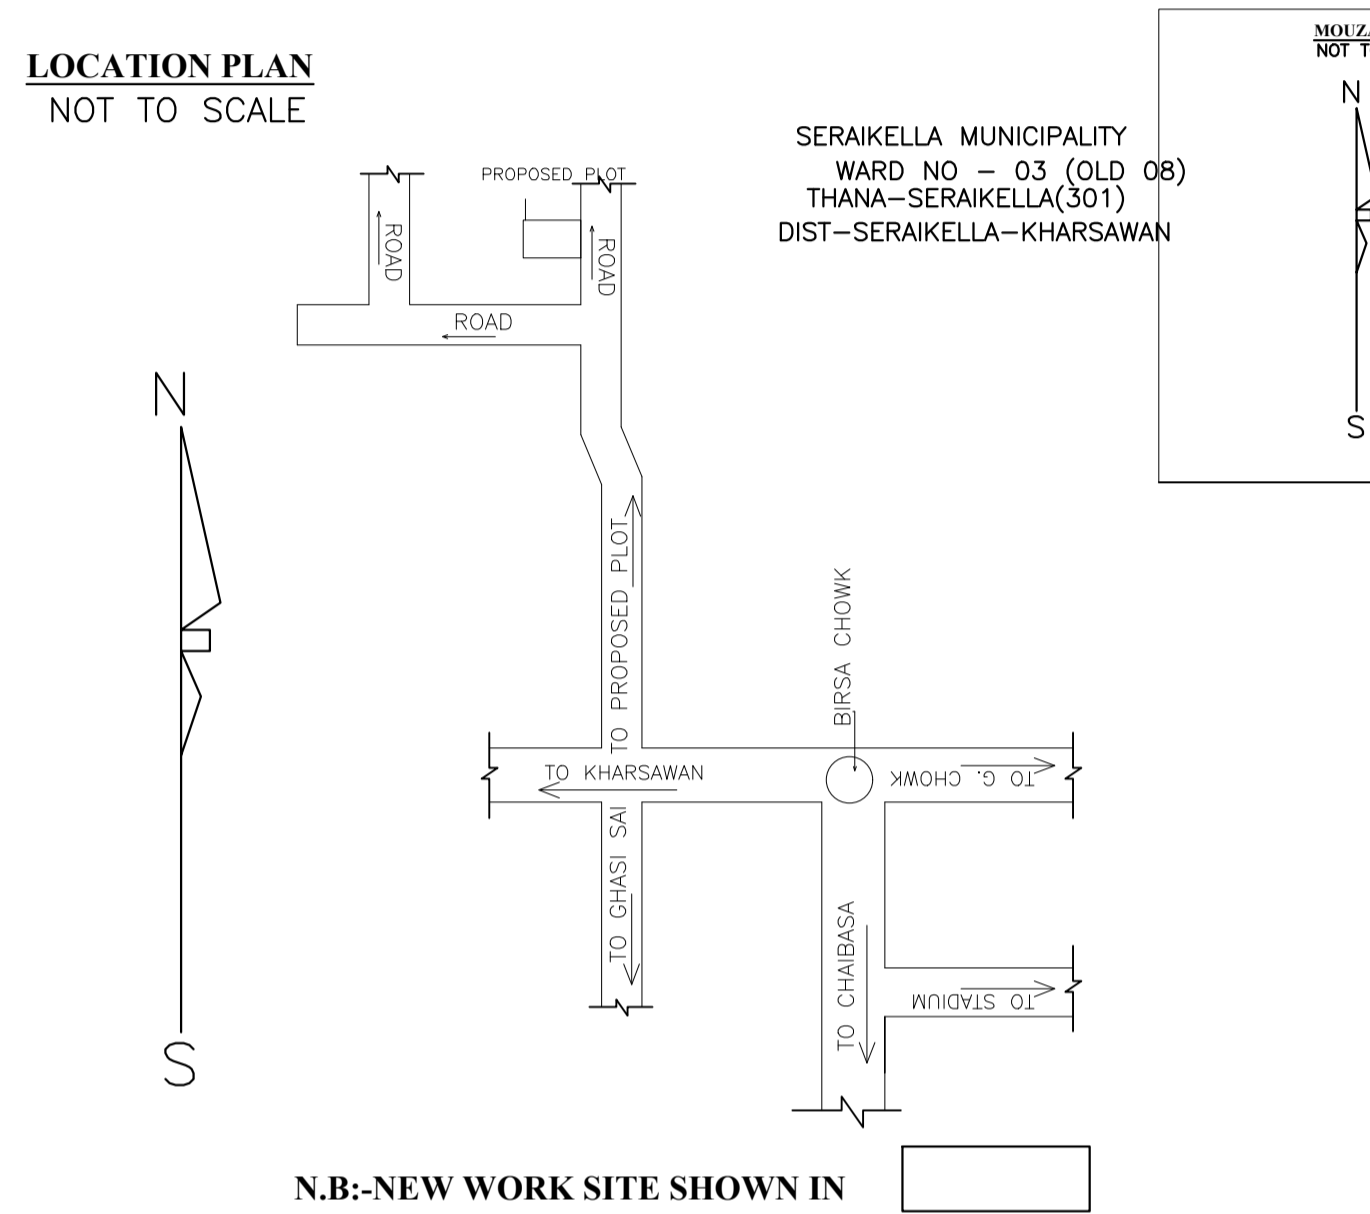 LOCATION PLAN
NOT TO SCALE
MOUZA
NOT T
N
S
SERAIKELLA MUNICIPALITY
WARD NO - 03 (OLD 08)
THANA-SERAIKELLA(301)
DIST-SERAIKELLA-KHARSAWAN
PROPOSED PLOT
ROAD
ROAD
ROAD
N
S
TO PROPOSED PLOT
BIRSA CHOWK
TO KHARSAWAN
TO G. CHOWK
TO GHASI SAI
TO CHAIBASA
TO STADIUM
N.B:-NEW WORK SITE SHOWN IN